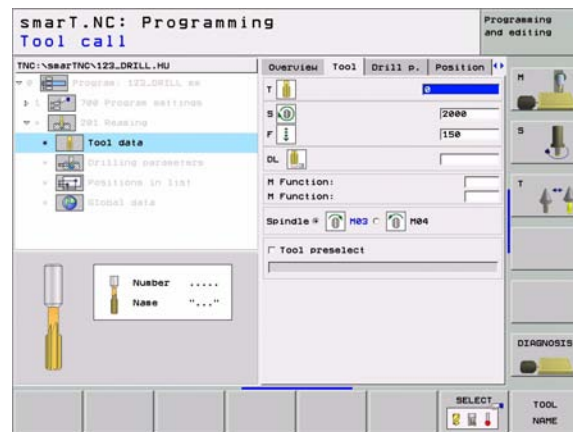 smarT.NC: Programming
Tool call
Programming
and editing
TNC:\smarTNC\123_DRILL.HU
Overview Tool Drill p. Position
0 Program: 123_DRILL mm
1 700 Program settings
201 Reaming
Tool data
Drilling parameters
Positions in list
Global data
T 0
S 2000
F 150
DL
M Function:
M Function:
Spindle M03 M04
Tool preselect
Number .....
Name "..."
M
S
T
DIAGNOSIS
SELECT
TOOL
NAME